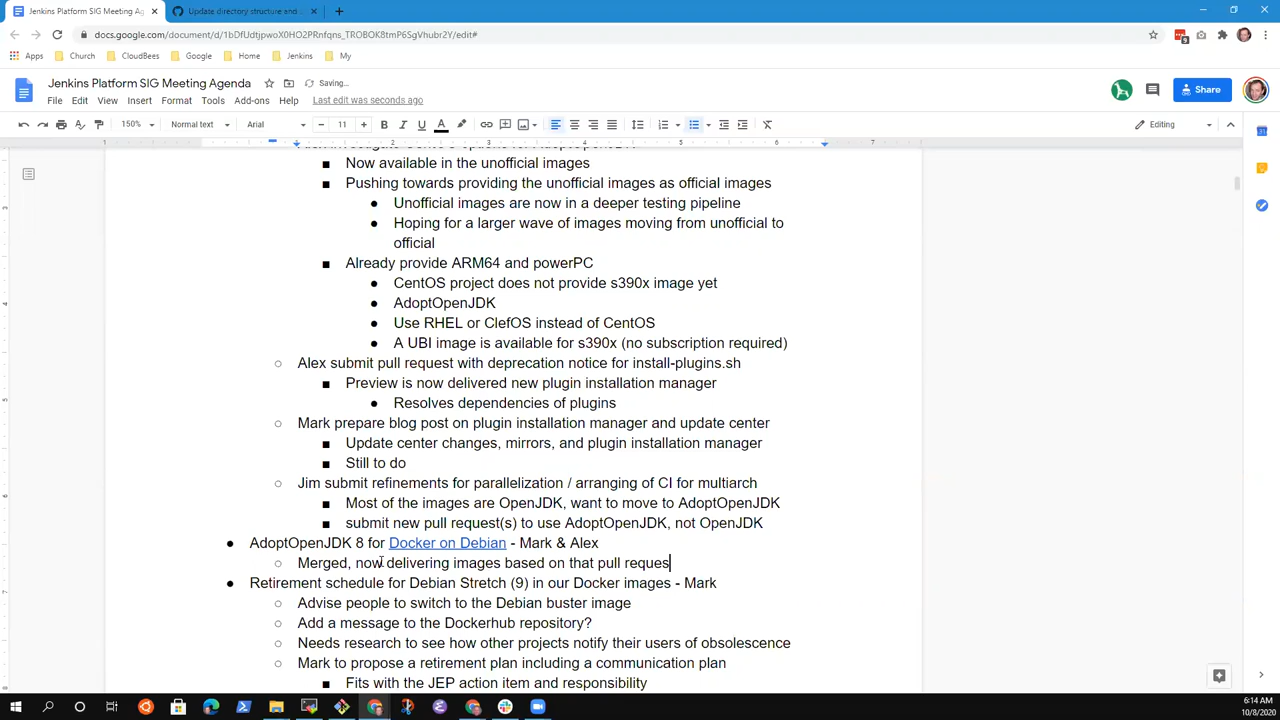 Jenkins Platform SIG Meeting Ag
Update directory structure and
docs.google.com/document/d/
Apps Church CloudBees Google Home Jenkins My
Jenkins Platform SIG Meeting Agenda
Saving…
File Edit View Insert Format Tools Add-ons Help Last edit was seconds ago
Share
150% Normal text Arial 11 Editing
Now available in the unofficial images
Pushing towards providing the unofficial images as official images
Unofficial images are now in a deeper testing pipeline
Hoping for a larger wave of images moving from unofficial to
official
Already provide ARM64 and powerPC
CentOS project does not provide s390x image yet
AdoptOpenJDK
Use RHEL or ClefOS instead of CentOS
A UBI image is available for s390x (no subscription required)
Alex submit pull request with deprecation notice for install-plugins.sh
Preview is now delivered new plugin installation manager
Resolves dependencies of plugins
Mark prepare blog post on plugin installation manager and update center
Update center changes, mirrors, and plugin installation manager
Still to do
Jim submit refinements for parallelization / arranging of CI for multiarch
Most of the images are OpenJDK, want to move to AdoptOpenJDK
submit new pull request(s) to use AdoptOpenJDK, not OpenJDK
AdoptOpenJDK 8 for Docker on Debian - Mark & Alex
Merged, now delivering images based on that pull reques
Retirement schedule for Debian Stretch (9) in our Docker images - Mark
Advise people to switch to the Debian buster image
Add a message to the Dockerhub repository?
Needs research to see how other projects notify their users of obsolescence
Mark to propose a retirement plan including a communication plan
Fits with the JEP action item and responsibility
6:14 AM
10/8/2020